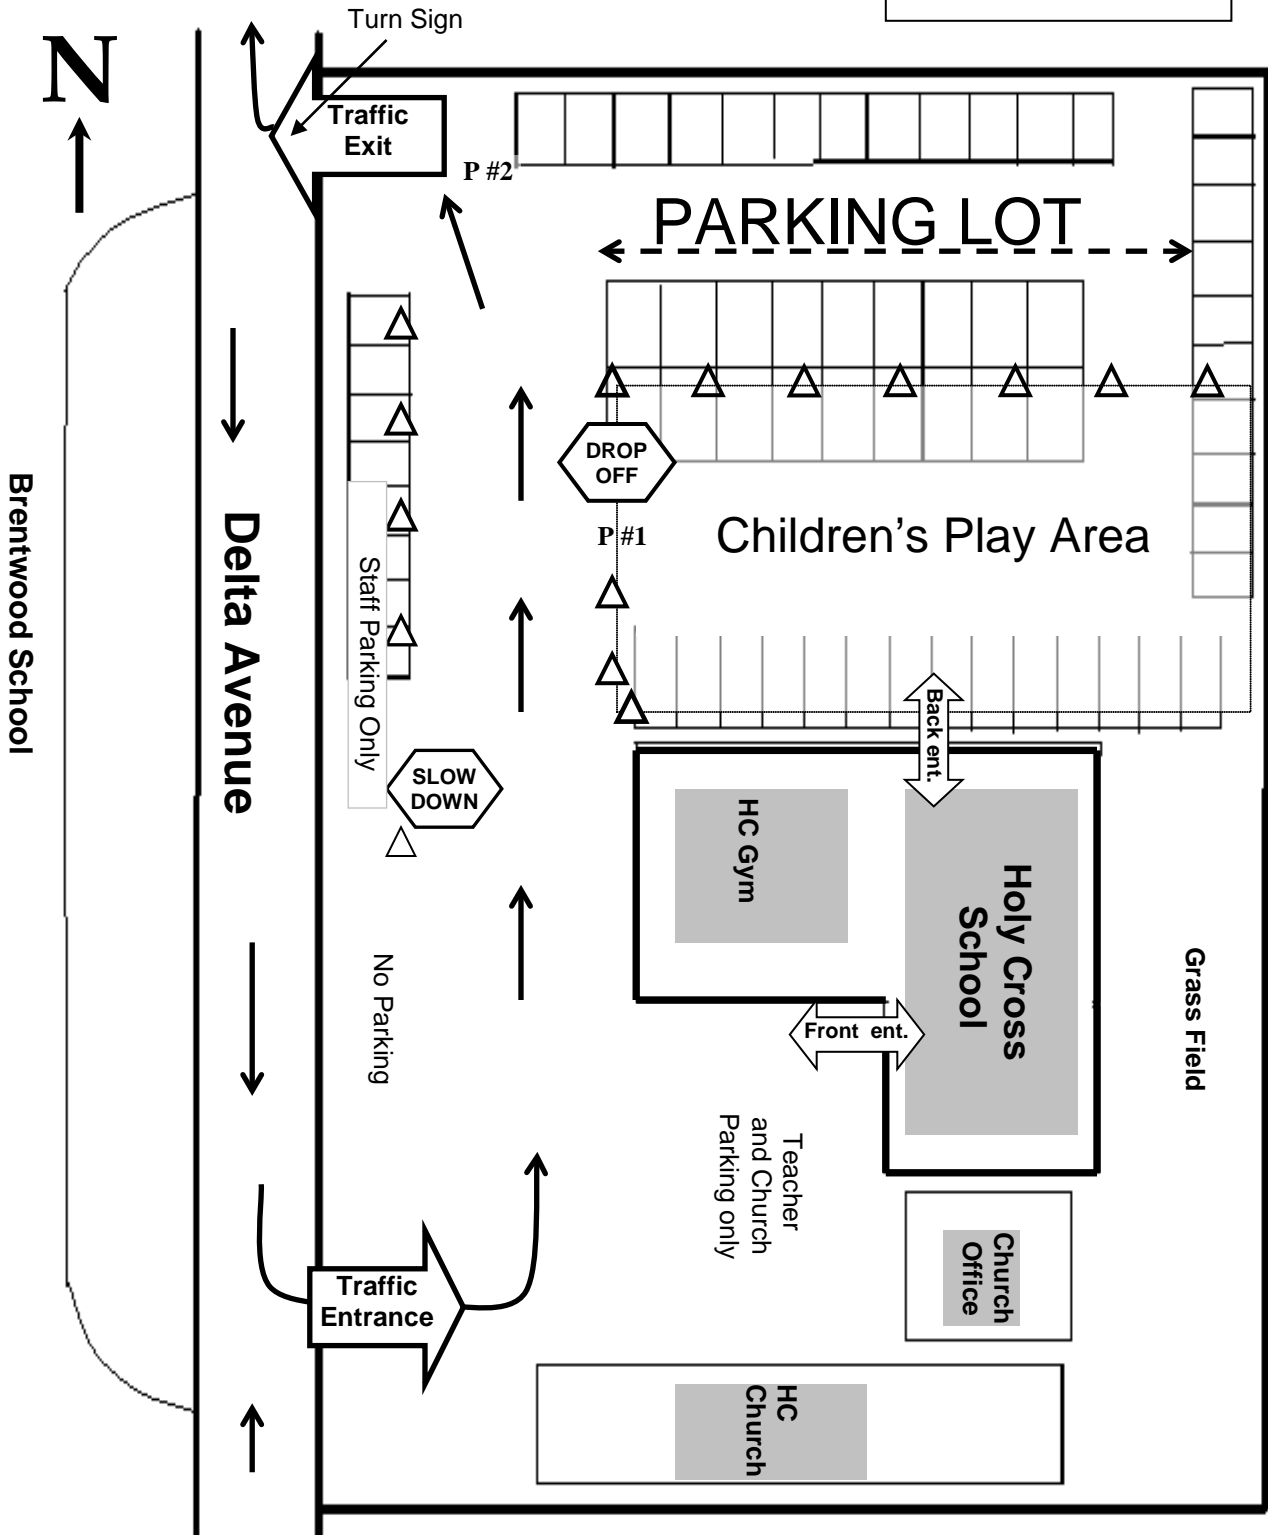 Turn Sign
N
Traffic
Exit
P #2
PARKING LOT
DROP
OFF
P #1
Children's Play Area
Brentwood School
Delta Avenue
Staff Parking Only
SLOW
DOWN
Back ent.
HC Gym
Holy Cross
School
No Parking
Grass Field
Front ent.
Teacher
and Church
Parking only
Traffic
Entrance
Church
Office
HC
Church